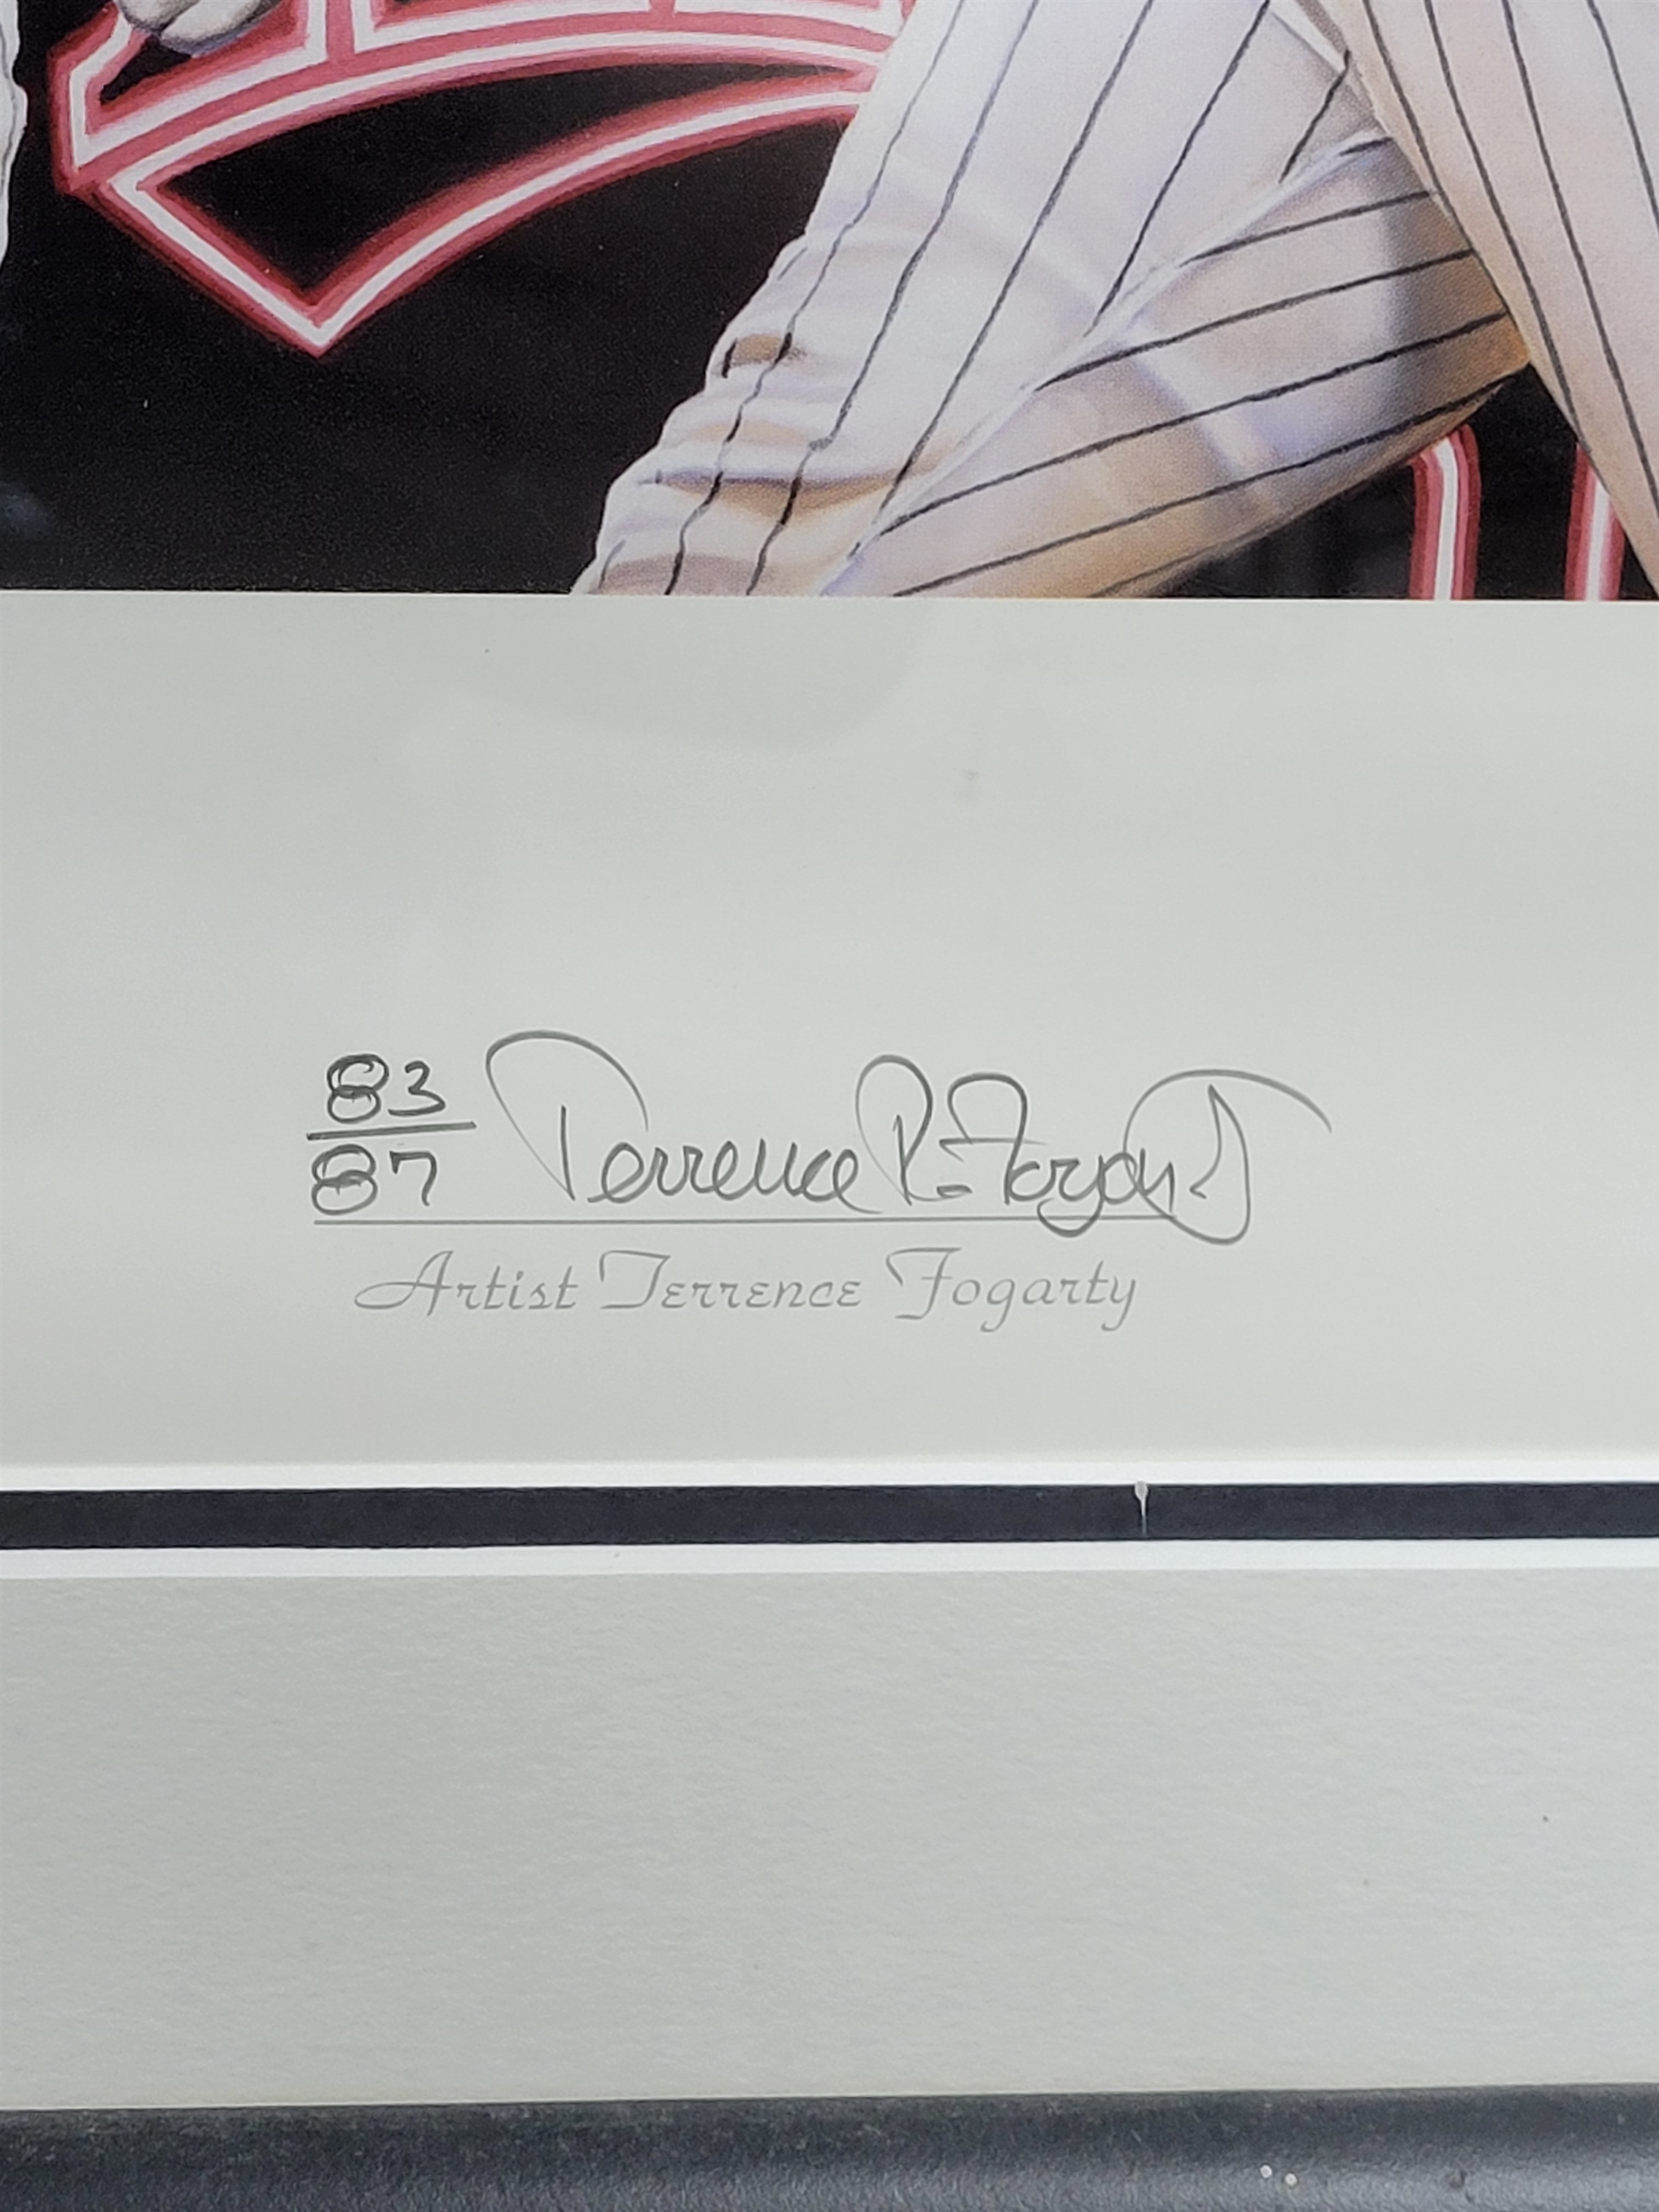 83
87
Terrence R. Fogarty
Artist Terrence Fogarty